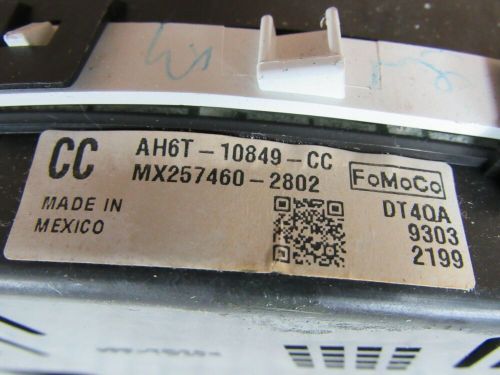 CC
AH6T-10849-CC
MX257460-2802
FoMoCo
MADE IN
MEXICO
DT4QA
9303
2199